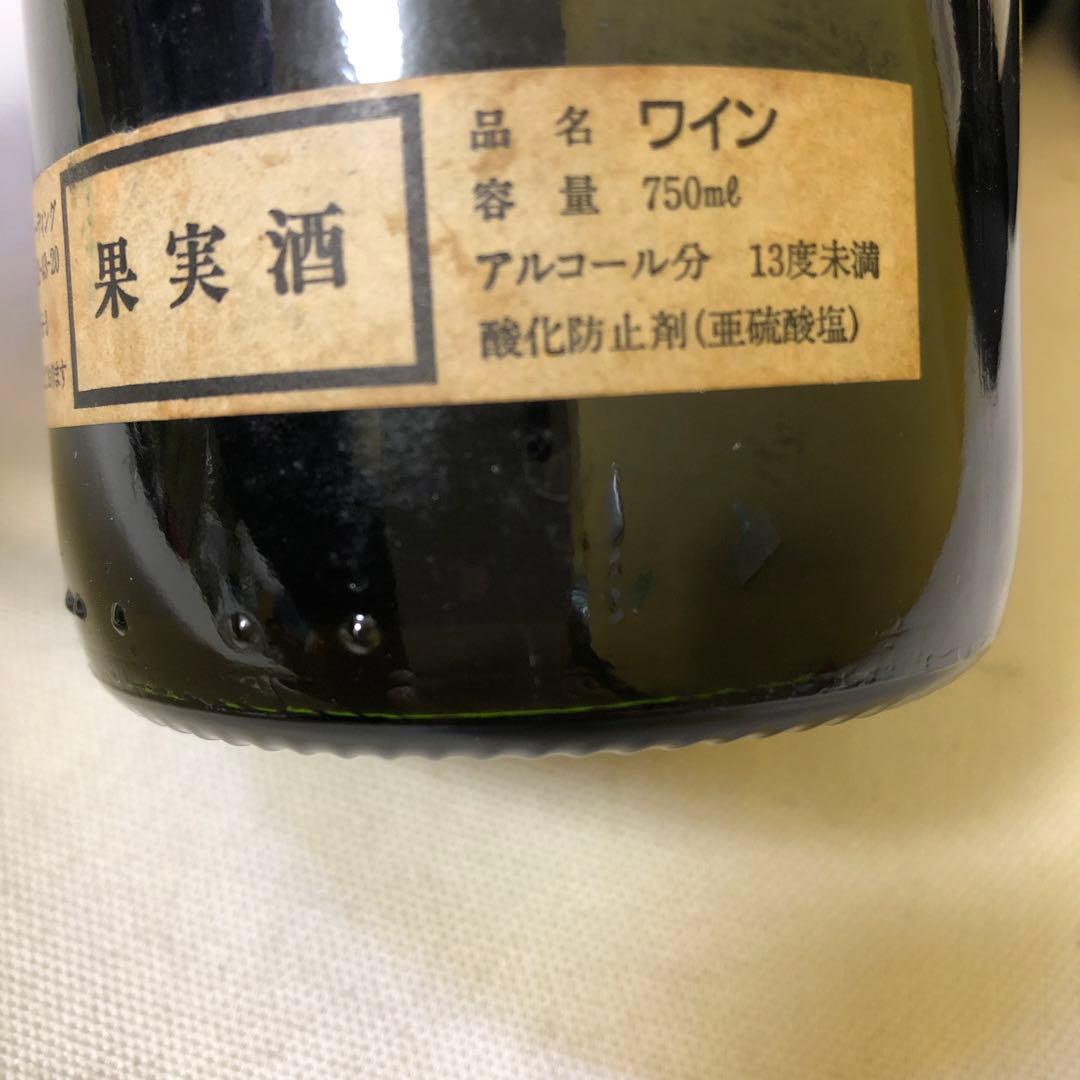 果実酒
品名 ワイン
容量 750mℓ
アルコール分 13度未満
酸化防止剤(亜硫酸塩)